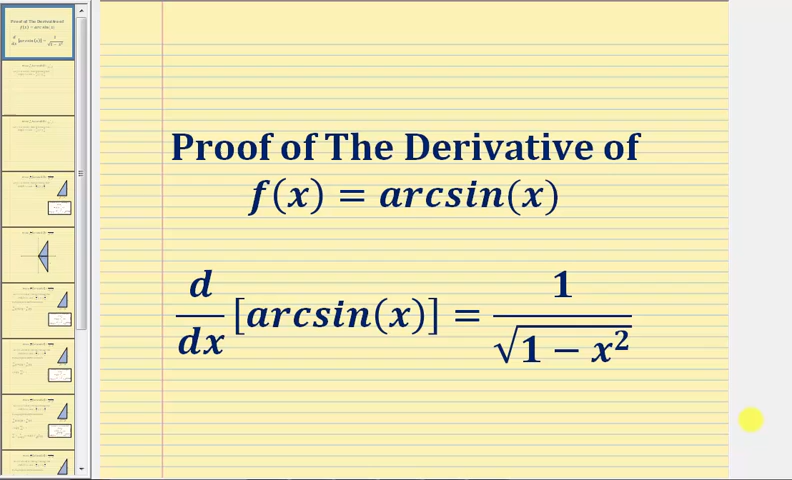 Proof of The Derivative of
f(x) = arcsin(x)
d/dx [arcsin(x)] = 1/√(1 − x²)